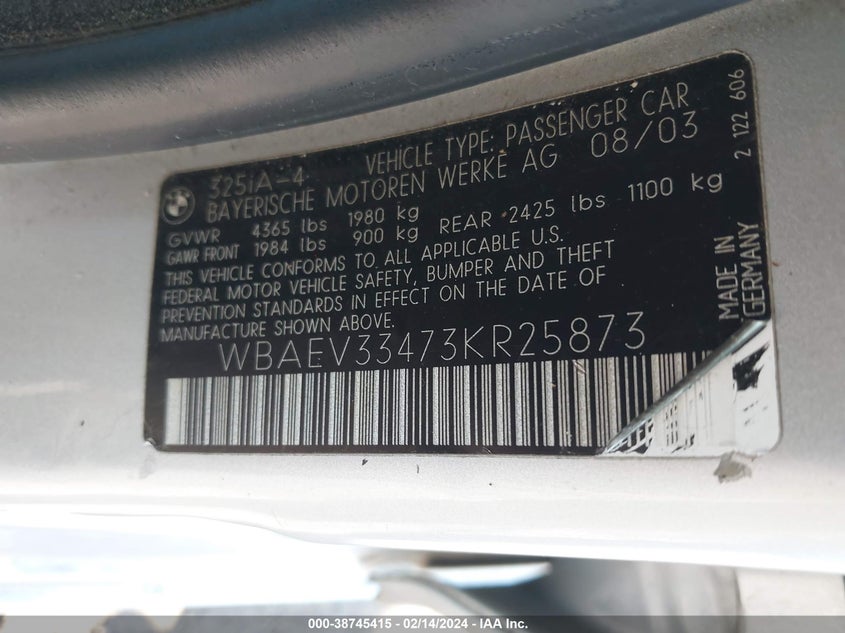 325iA-4 VEHICLE TYPE: PASSENGER CAR
BAYERISCHE MOTOREN WERKE AG 08/03
GVWR 4365 lbs 1980 kg
GAWR FRONT 1984 lbs 900 kg REAR 2425 lbs 1100 kg
THIS VEHICLE CONFORMS TO ALL APPLICABLE U.S.
FEDERAL MOTOR VEHICLE SAFETY, BUMPER AND THEFT
PREVENTION STANDARDS IN EFFECT ON THE DATE OF
MANUFACTURE SHOWN ABOVE.
WBAEV33473KR25873
MADE IN
GERMANY
2 122 606
000-38745415 - 02/14/2024 - IAA Inc.